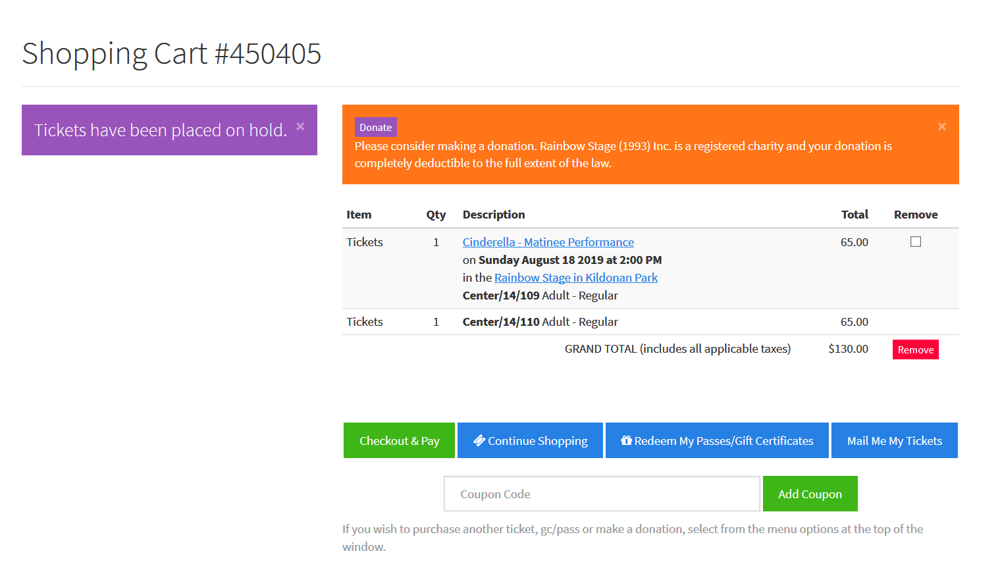 Shopping Cart #450405
Tickets have been placed on hold. ×
Donate ×
Please consider making a donation. Rainbow Stage (1993) Inc. is a registered charity and your donation is
completely deductible to the full extent of the law.
Item Qty Description Total Remove
Tickets 1 Cinderella - Matinee Performance 65.00
on Sunday August 18 2019 at 2:00 PM
in the Rainbow Stage in Kildonan Park
Center/14/109 Adult - Regular
Tickets 1 Center/14/110 Adult - Regular 65.00
GRAND TOTAL (includes all applicable taxes) $130.00 Remove
Checkout & Pay Continue Shopping Redeem My Passes/Gift Certificates Mail Me My Tickets
Coupon Code Add Coupon
If you wish to purchase another ticket, gc/pass or make a donation, select from the menu options at the top of the
window.